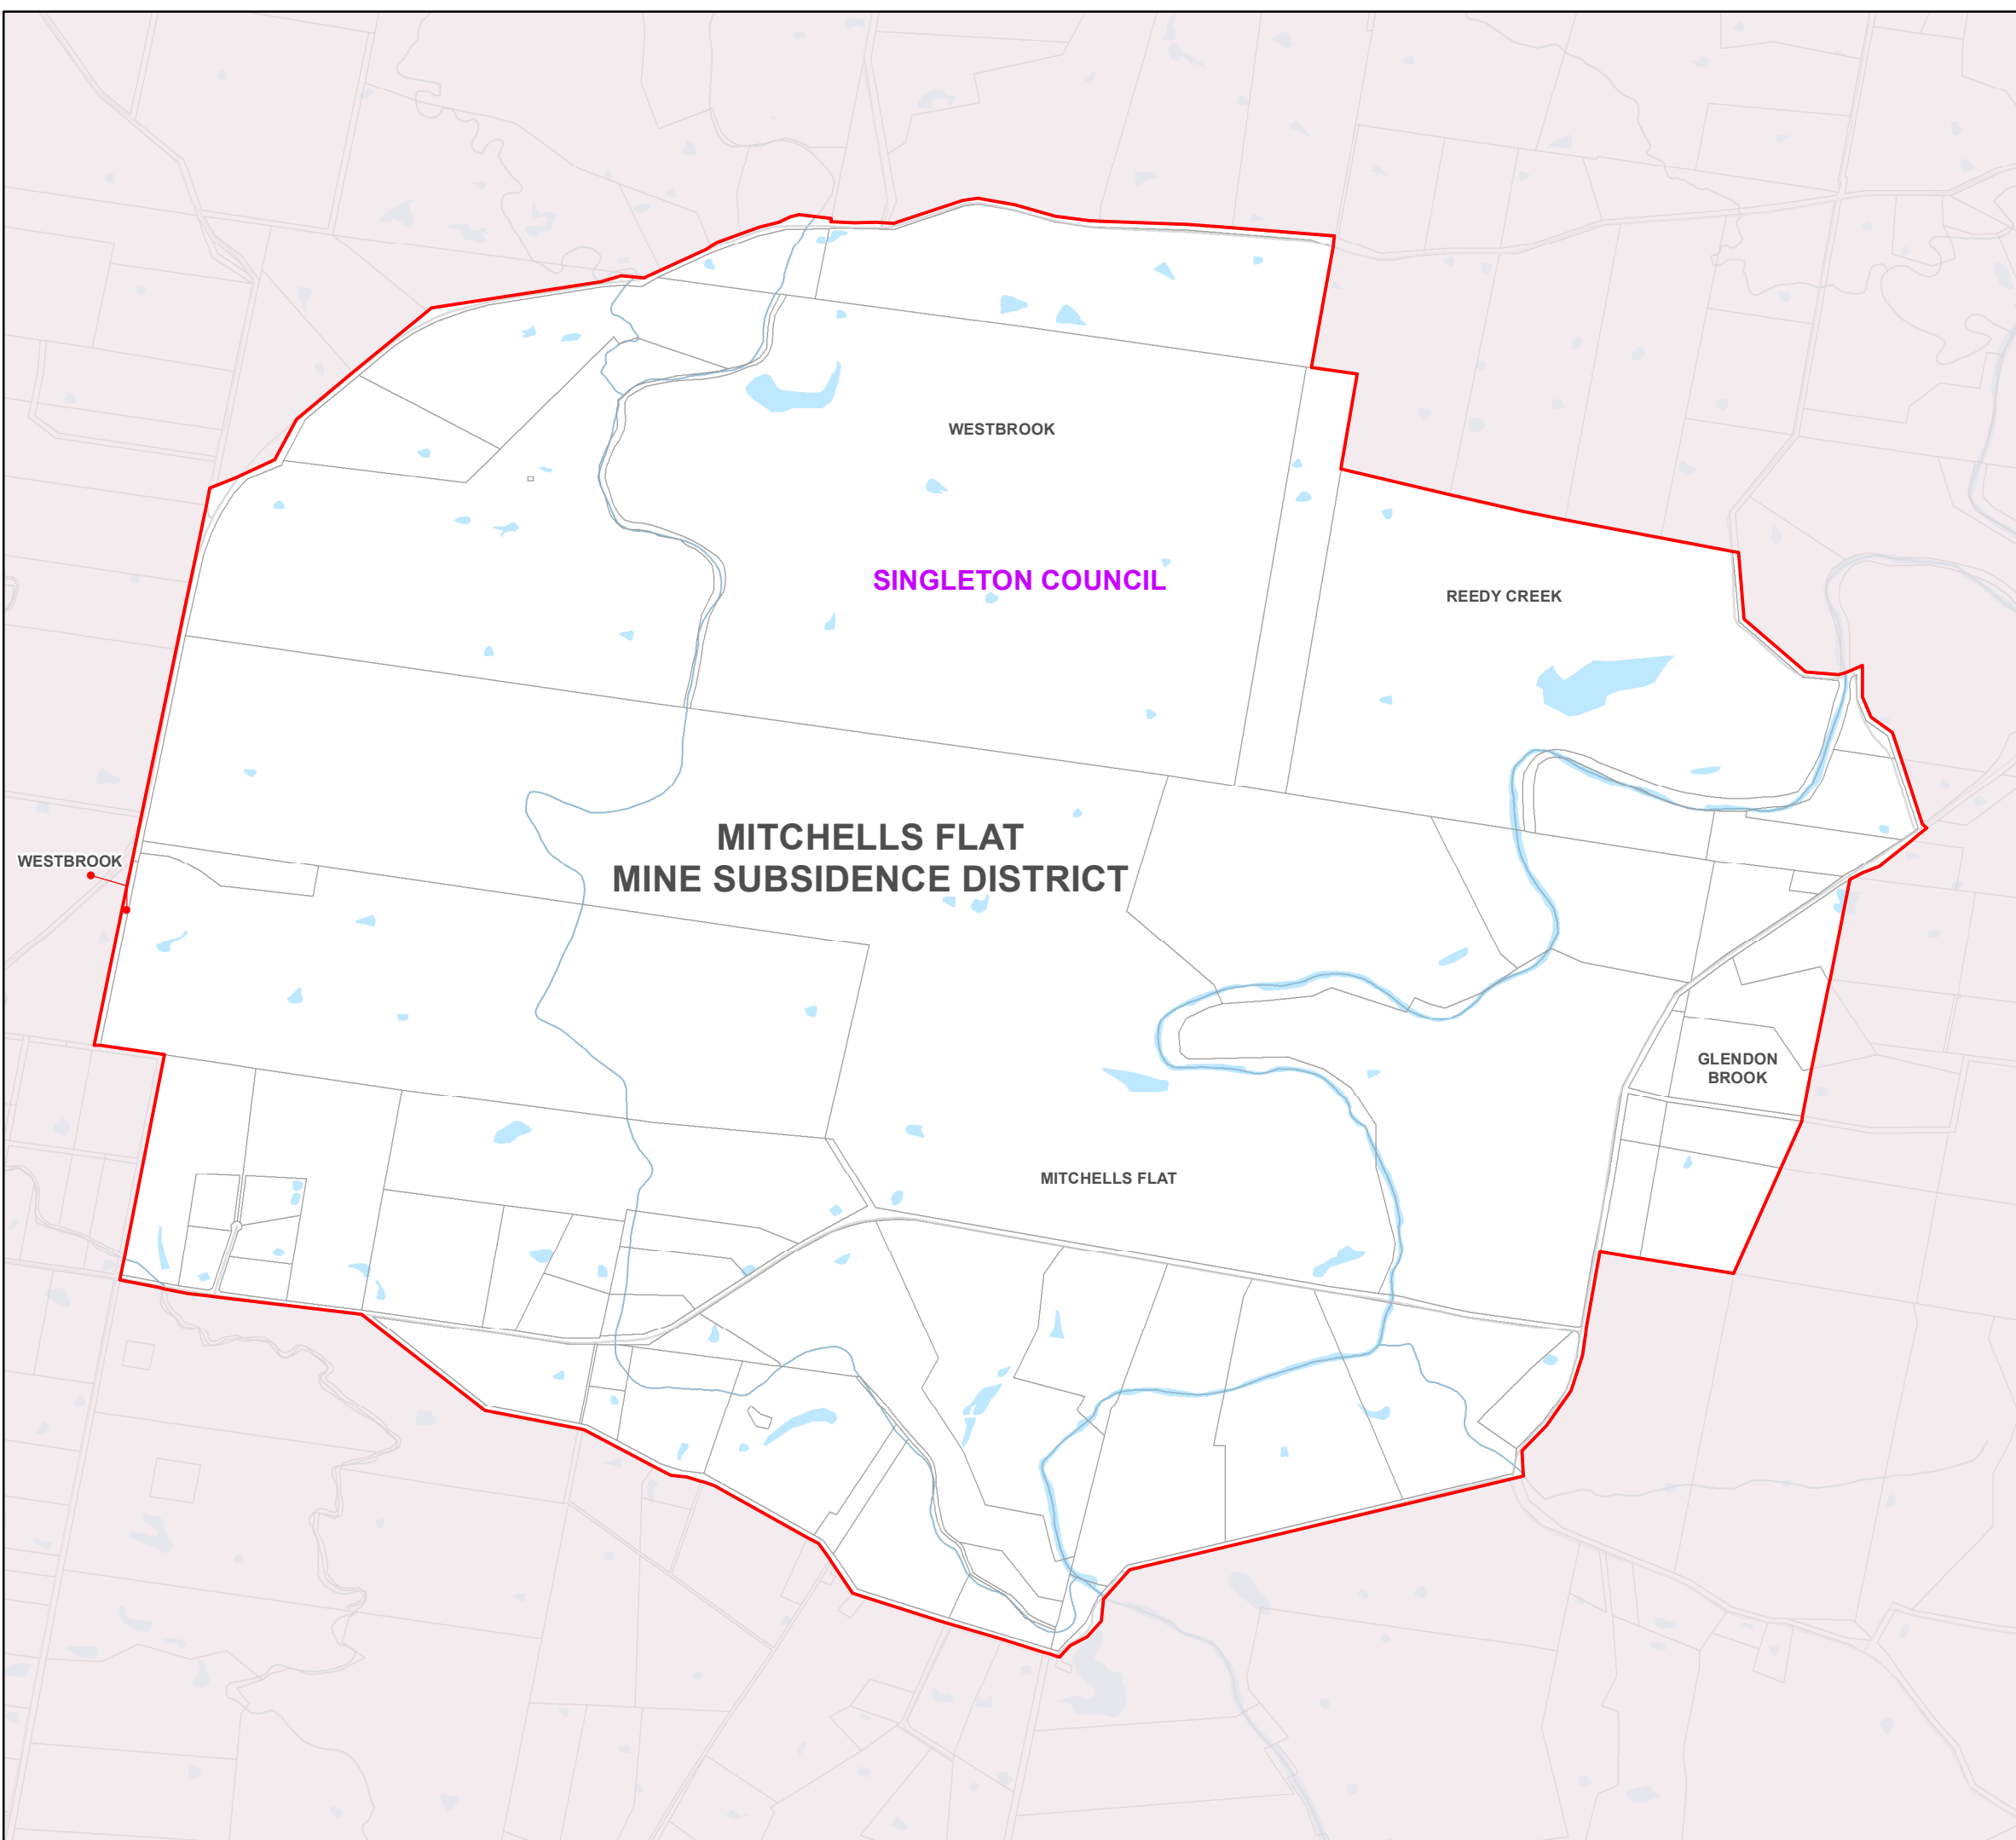 WESTBROOK
SINGLETON COUNCIL
REEDY CREEK
MITCHELLS FLAT
MINE SUBSIDENCE DISTRICT
WESTBROOK
GLENDON
BROOK
MITCHELLS FLAT